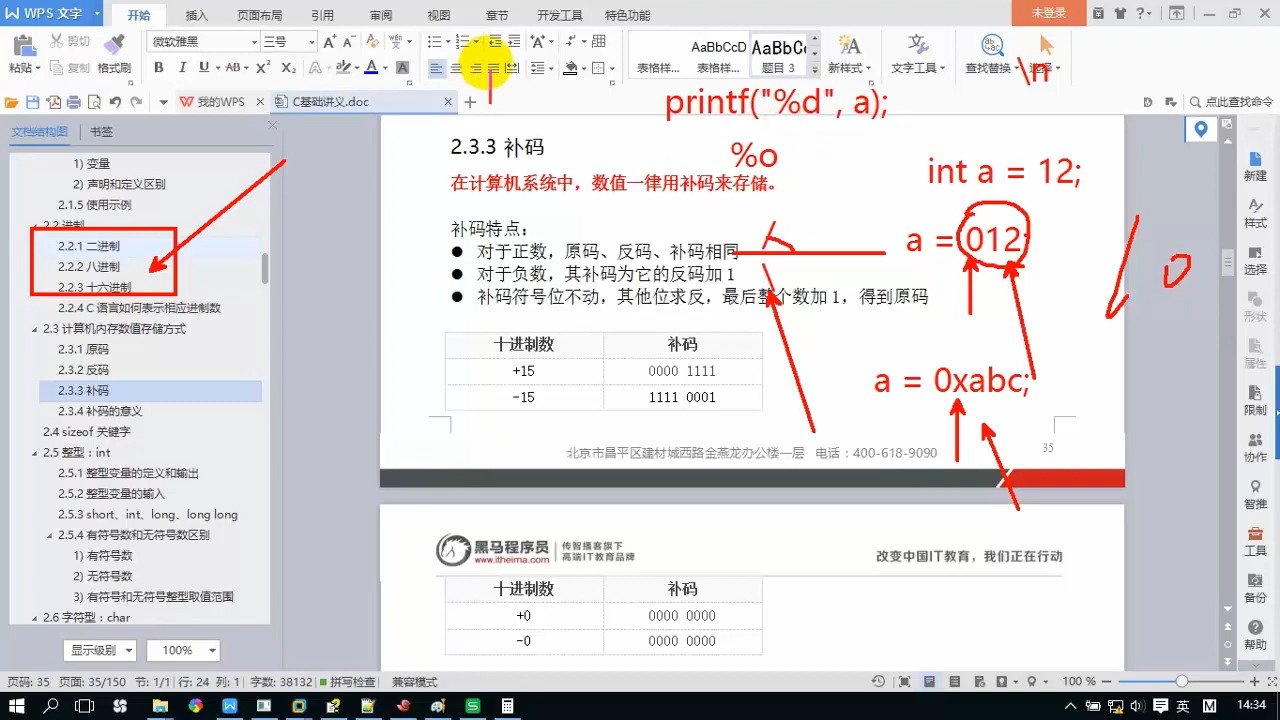 WPS 文字
开始
插入
页面布局
引用
审阅
视图
章节
开发工具
特色功能
未登录
粘贴
剪切
复制
格式刷
微软雅黑
三号
AaBbCcD
AaBbCc
表格样...
表格样...
题目 3
新样式
文字工具
查找替换
选择
\n
我的WPS
C基础讲义.doc
点此查找命令
printf("%d", a);
%o
int a = 12;
a = 012
a = 0xabc;
文档结构图
书签
1) 变量
2) 声明和定义区别
2.1.5 使用示例
2.2 进制
2.2.1 二进制
2.2.2 八进制
2.2.3 十六进制
2.2.4 C 语言如何表示相应进制数
2.3 计算机内存数值存储方式
2.3.1 原码
2.3.2 反码
2.3.3 补码
2.3.4 补码的意义
2.4 sizeof 关键字
2.5 整型：int
2.5.1 整型变量的定义和输出
2.5.2 整型变量的输入
2.5.3 short、int、long、long long
2.5.4 有符号数和无符号数区别
1) 有符号数
2) 无符号数
3) 有符号和无符号整型取值范围
2.6 字符型：char
显示级别
100%
2.3.3 补码
在计算机系统中，数值一律用补码来存储。
补码特点：
● 对于正数，原码、反码、补码相同
● 对于负数，其补码为它的反码加 1
● 补码符号位不动，其他位求反，最后整个数加 1，得到原码
十进制数 补码
+15 0000 1111
-15 1111 0001
北京市昌平区建材城西路金燕龙办公楼一层 电话：400-618-9090
35
黑马程序员
www.itheima.com
传智播客旗下
高端IT教育品牌
改变中国IT教育，我们正在行动
十进制数 补码
+0 0000 0000
-0 0000 0000
新建
样式
选择
形状
属性
限制
协作
智推
工具
备份
帮助
页码: 35 页面: 35/150 节: 1/1 行: 24 列: 1 字数: 38132 拼写检查 兼容模式
100 %
英
M
14:34